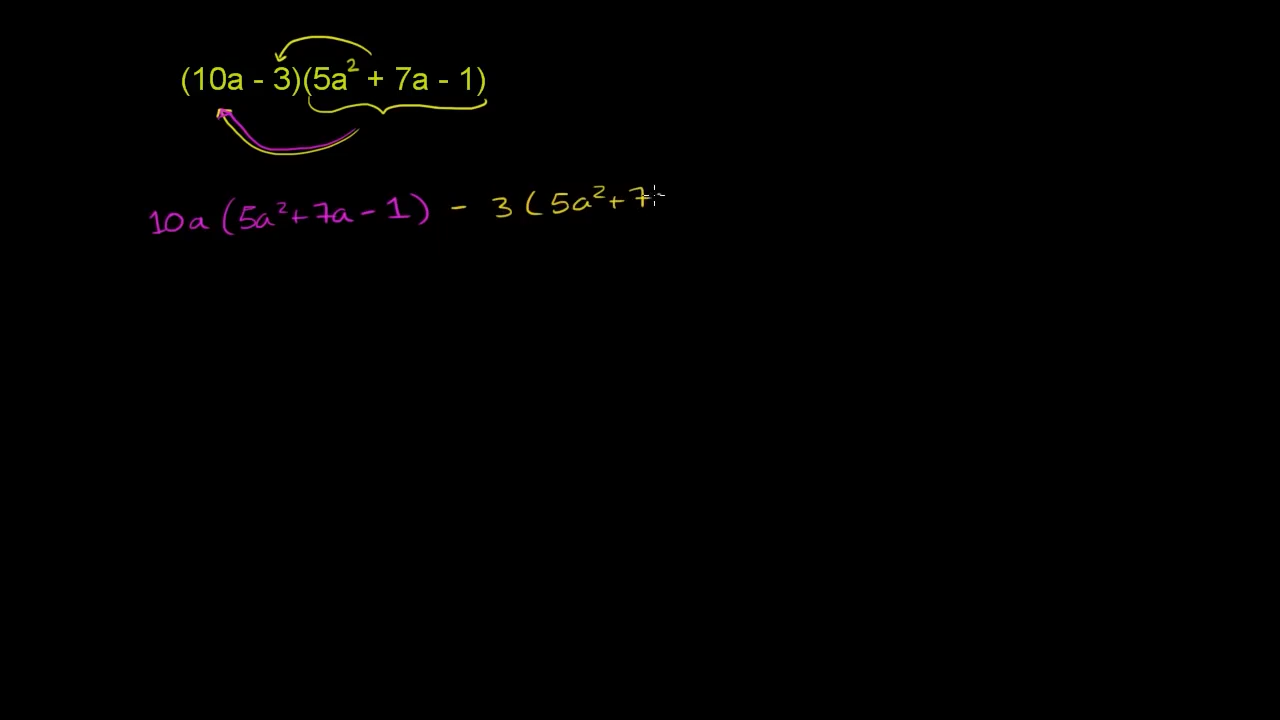 (10a - 3)(5a² + 7a - 1)
10a (5a² + 7a - 1) - 3 (5a² + 7